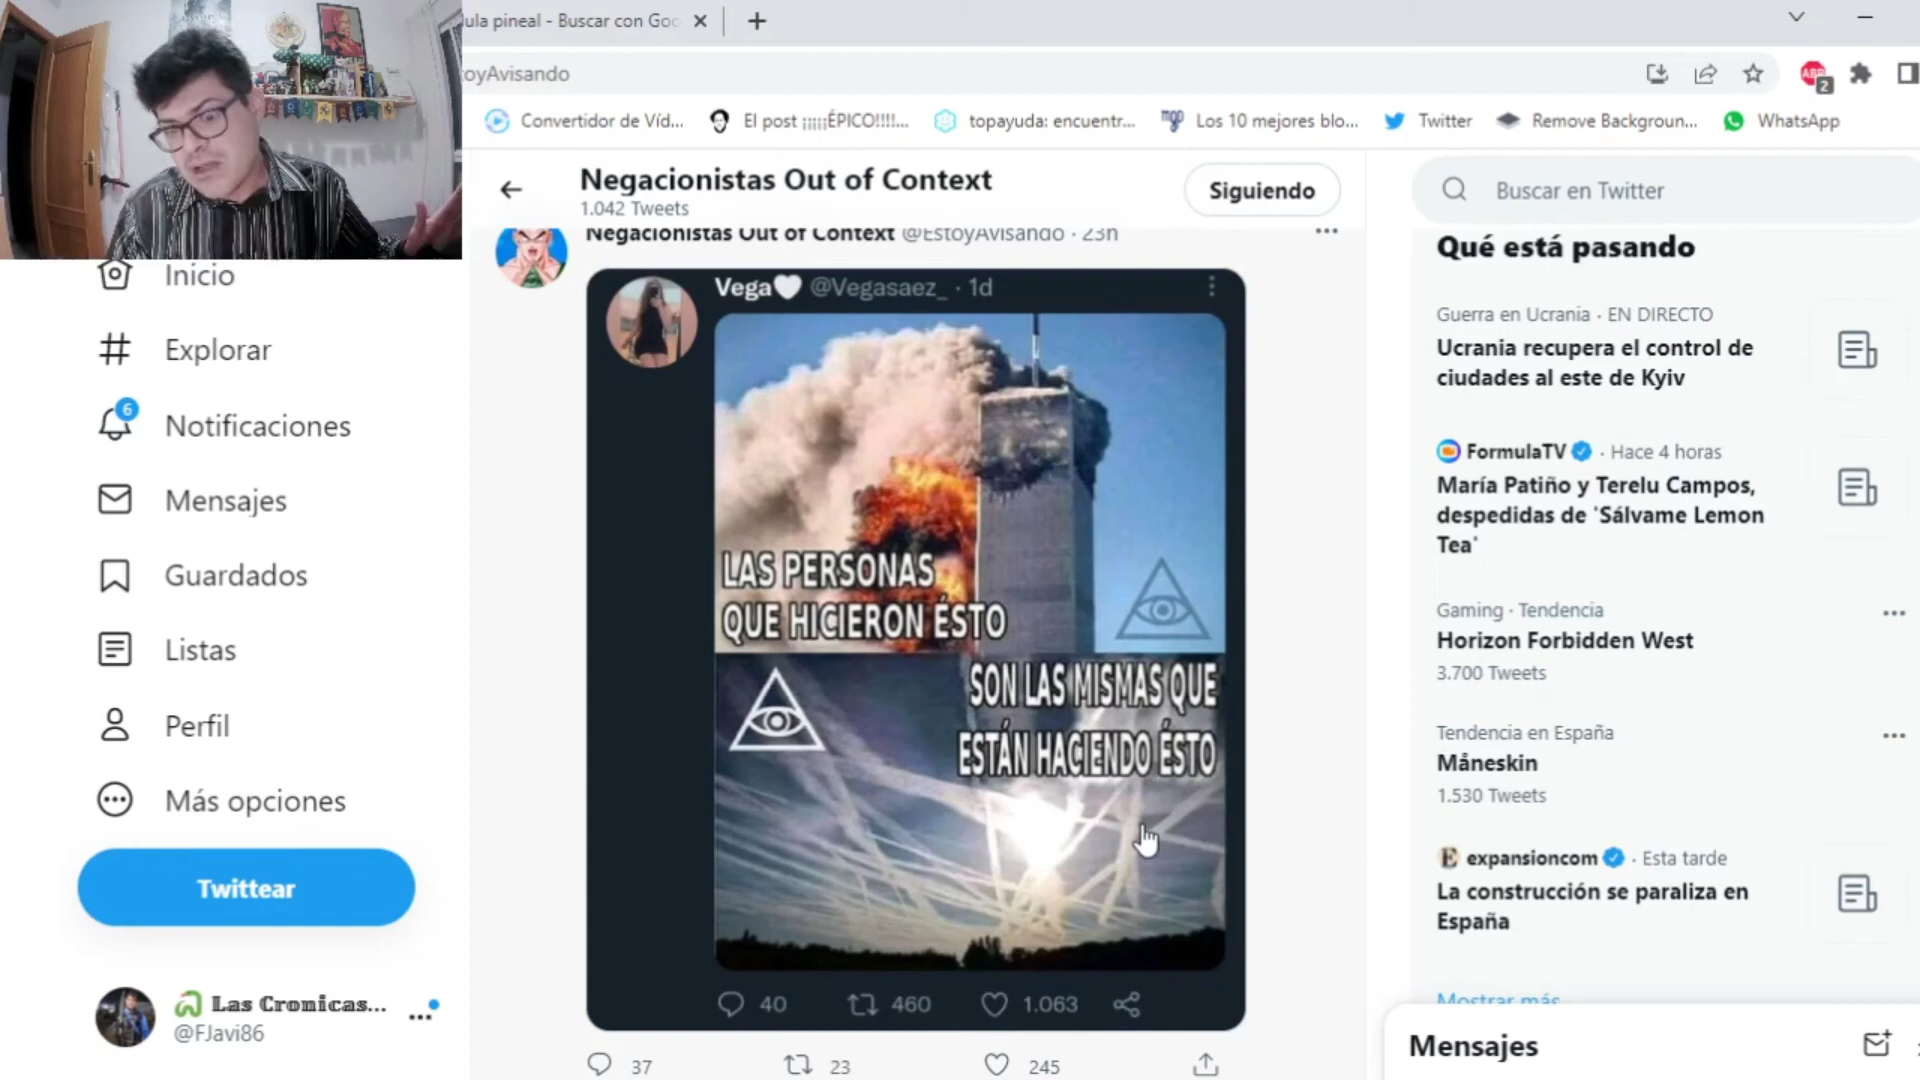 ula pineal - Buscar con Goo
oyAvisando
Convertidor de Víd...
El post ¡¡¡¡¡ÉPICO!!!!...
topayuda: encuentr...
Los 10 mejores blo...
Twitter
Remove Backgroun...
WhatsApp
ABP
2
Negacionistas Out of Context
1.042 Tweets
Siguiendo
Buscar en Twitter
Negacionistas Out of Context @EstoyAvisando · 23h
Inicio
Explorar
6
Notificaciones
Mensajes
Guardados
Listas
Perfil
Más opciones
Twittear
Las Cronicas...
@FJavi86
Vega🤍 @Vegasaez_ · 1d
LAS PERSONAS
QUE HICIERON ÉSTO
SON LAS MISMAS QUE
ESTÁN HACIENDO ÉSTO
40
460
1.063
37
23
245
Qué está pasando
Guerra en Ucrania · EN DIRECTO
Ucrania recupera el control de
ciudades al este de Kyiv
FormulaTV · Hace 4 horas
María Patiño y Terelu Campos,
despedidas de 'Sálvame Lemon
Tea'
Gaming · Tendencia
Horizon Forbidden West
3.700 Tweets
Tendencia en España
Måneskin
1.530 Tweets
E expansioncom · Esta tarde
La construcción se paraliza en
España
Mostrar más
Mensajes